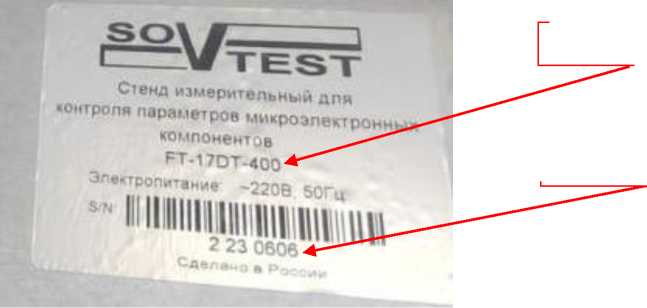 SOVTEST
Стенд измерительный для
контроля параметров микроэлектронных
компонентов
FT-17DT-400
Электропитание: ~220В, 50Гц
S/N:
2 23 0606
Сделано в России